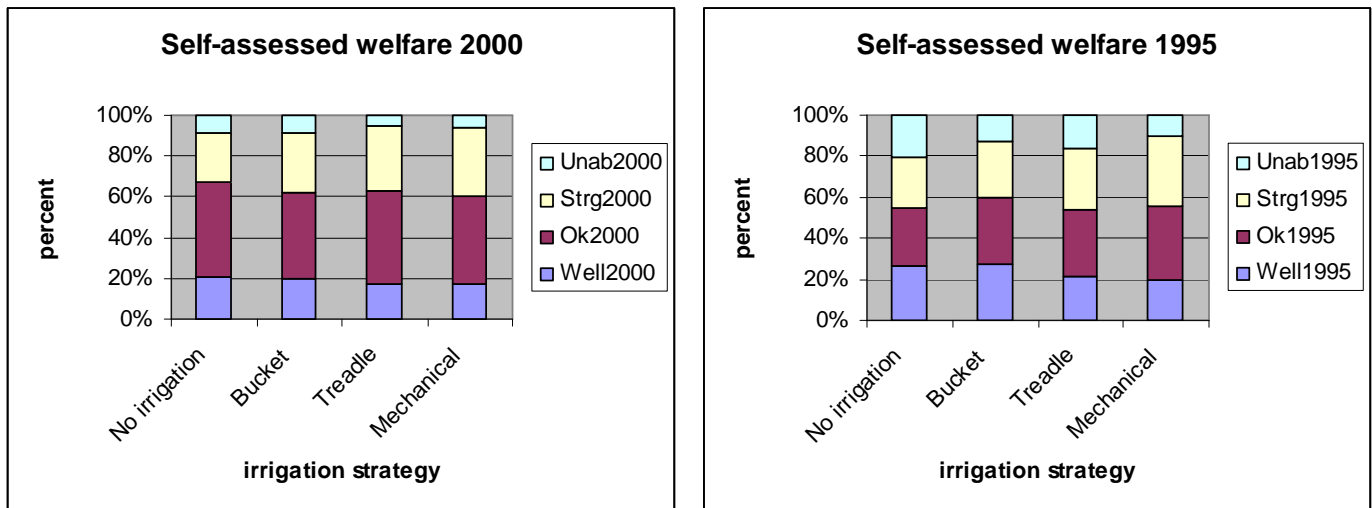 Self-assessed welfare 2000
100%
80%
60%
40%
20%
0%
percent
No irrigation
Bucket
Treadle
Mechanical
irrigation strategy
Unab2000
Strg2000
Ok2000
Well2000
Self-assessed welfare 1995
100%
80%
60%
40%
20%
0%
percent
No irrigation
Bucket
Treadle
Mechanical
irrigation strategy
Unab1995
Strg1995
Ok1995
Well1995